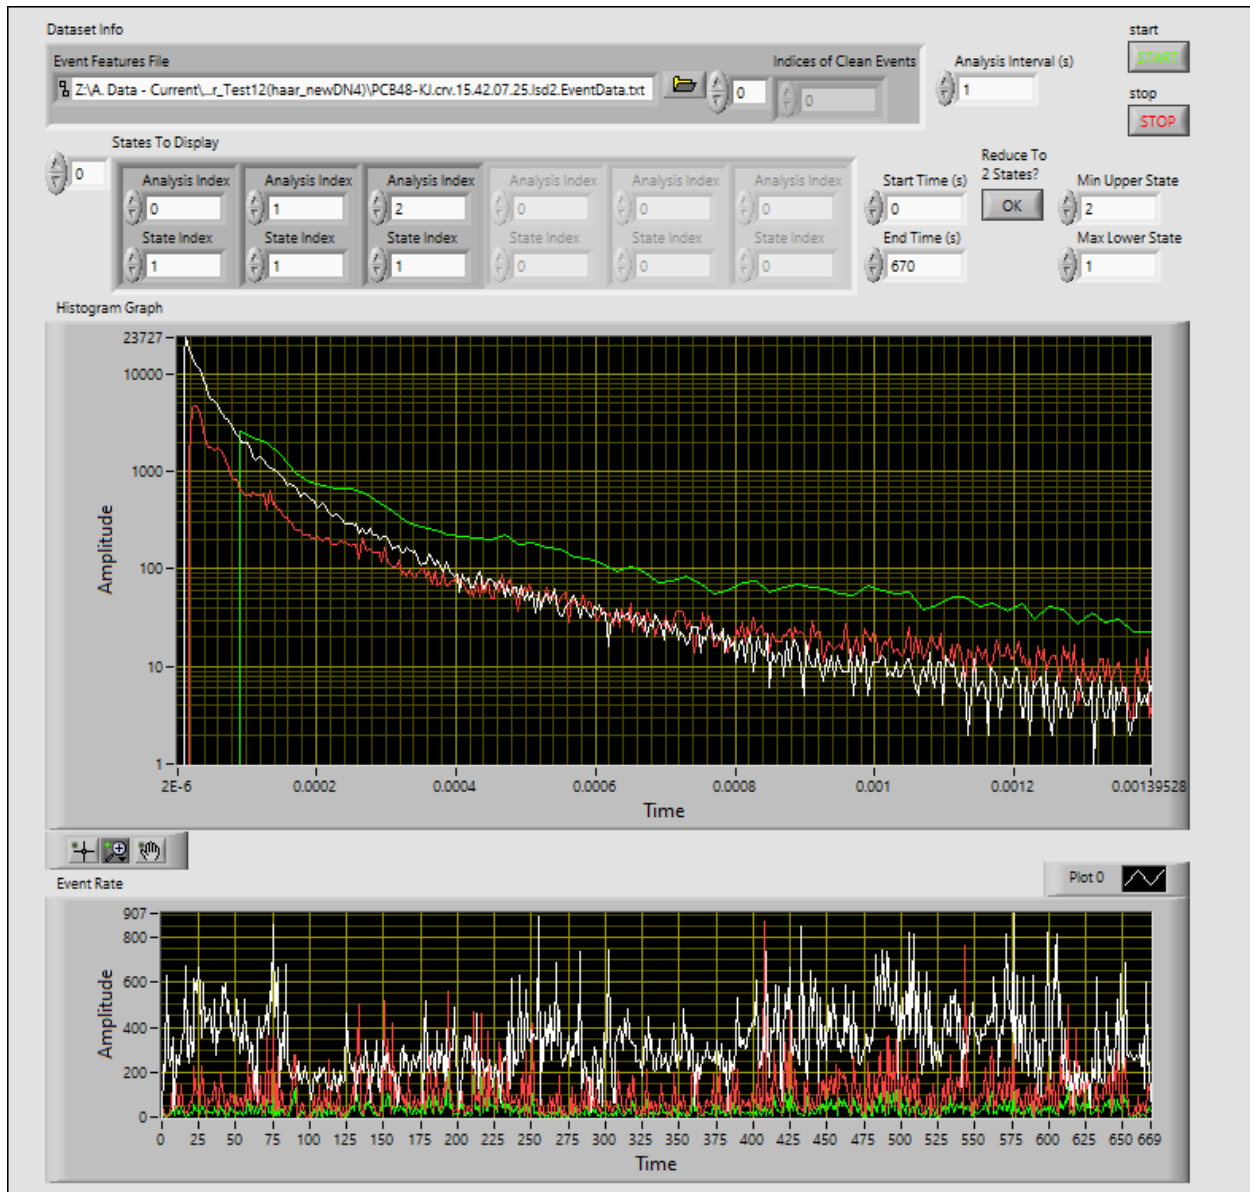 Dataset Info
start
Event Features File
Indices of Clean Events
Analysis Interval (s)
START
Z:\A. Data - Current\...r_Test12(haar_newDN4)\PCB48-KJ.crv.15.42.07.25.lsd2.EventData.txt
0
0
1
stop
STOP
States To Display
0
Analysis Index
Analysis Index
Analysis Index
Analysis Index
Analysis Index
Analysis Index
0
1
2
0
0
0
State Index
State Index
State Index
State Index
State Index
State Index
1
1
1
0
0
0
Start Time (s)
0
End Time (s)
670
Reduce To
2 States?
OK
Min Upper State
2
Max Lower State
1
Histogram Graph
23727
10000
1000
100
10
1
Amplitude
2E-6
0.0002
0.0004
0.0006
0.0008
0.001
0.0012
0.00139528
Time
Plot 0
Event Rate
907
800
600
400
200
0
Amplitude
0 25 50 75 100 125 150 175 200 225 250 275 300 325 350 375 400 425 450 475 500 525 550 575 600 625 650 669
Time